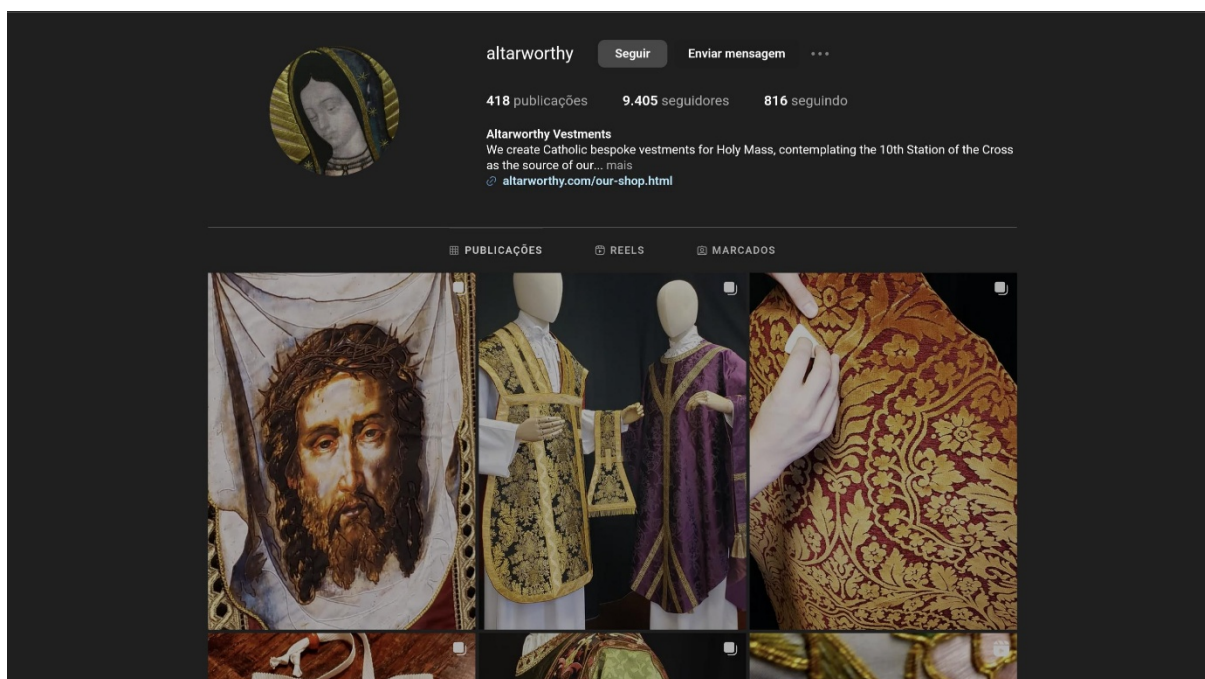 altarworthy Seguir Enviar mensagem
418 publicações 9.405 seguidores 816 seguindo
Altarworthy Vestments
We create Catholic bespoke vestments for Holy Mass, contemplating the 10th Station of the Cross
as the source of our... mais
altarworthy.com/our-shop.html
PUBLICAÇÕES REELS MARCADOS